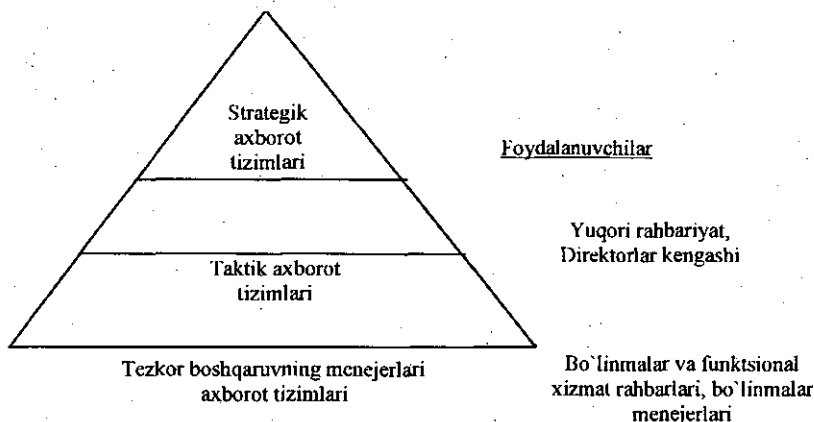 Strategik
axborot
tizimlari
Foydalanuvchilar
Yuqori rahbariyat,
Direktorlar kengashi
Taktik axborot
tizimlari
Tezkor boshqaruvning menejerlari
axborot tizimlari
Bo`linmalar va funktsional
xizmat rahbarlari, bo`linmalar
menejerlari